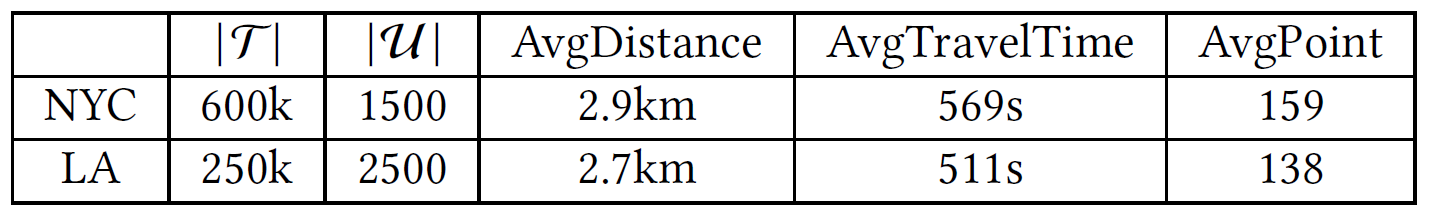 |𝒯| |𝒰| AvgDistance AvgTravelTime AvgPoint
NYC 600k 1500 2.9km 569s 159
LA 250k 2500 2.7km 511s 138